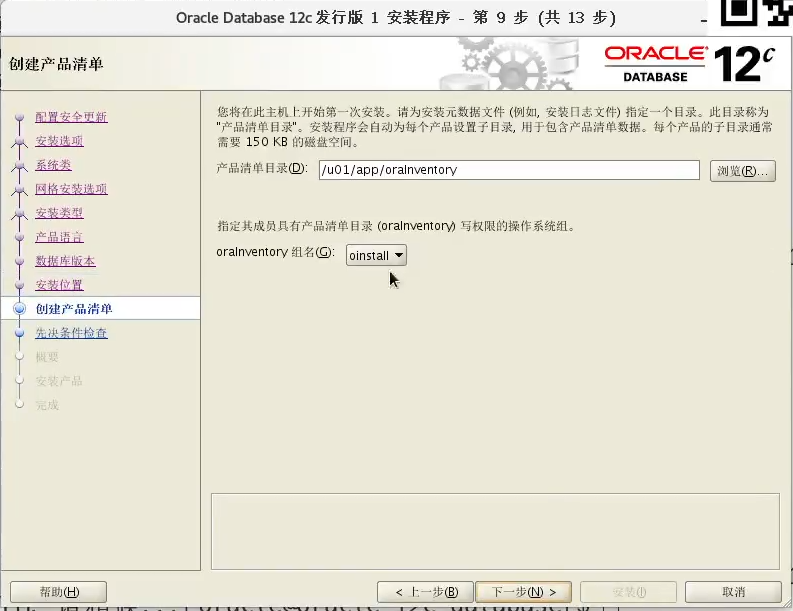 Oracle Database 12c 发行版 1 安装程序 - 第 9 步 (共 13 步)
创建产品清单
ORACLE
DATABASE
12c
配置安全更新
安装选项
系统类
网格安装选项
安装类型
产品语言
数据库版本
安装位置
创建产品清单
先决条件检查
概要
安装产品
完成
您将在此主机上开始第一次安装。请为安装元数据文件 (例如, 安装日志文件) 指定一个目录。此目录称为
"产品清单目录"。安装程序会自动为每个产品设置子目录, 用于包含产品清单数据。每个产品的子目录通常
需要 150 KB 的磁盘空间。
产品清单目录(D): /u01/app/oraInventory 浏览(R)...
指定其成员具有产品清单目录 (oraInventory) 写权限的操作系统组。
oraInventory 组名(G): oinstall
帮助(H) < 上一步(B) 下一步(N) > 安装(I) 取消